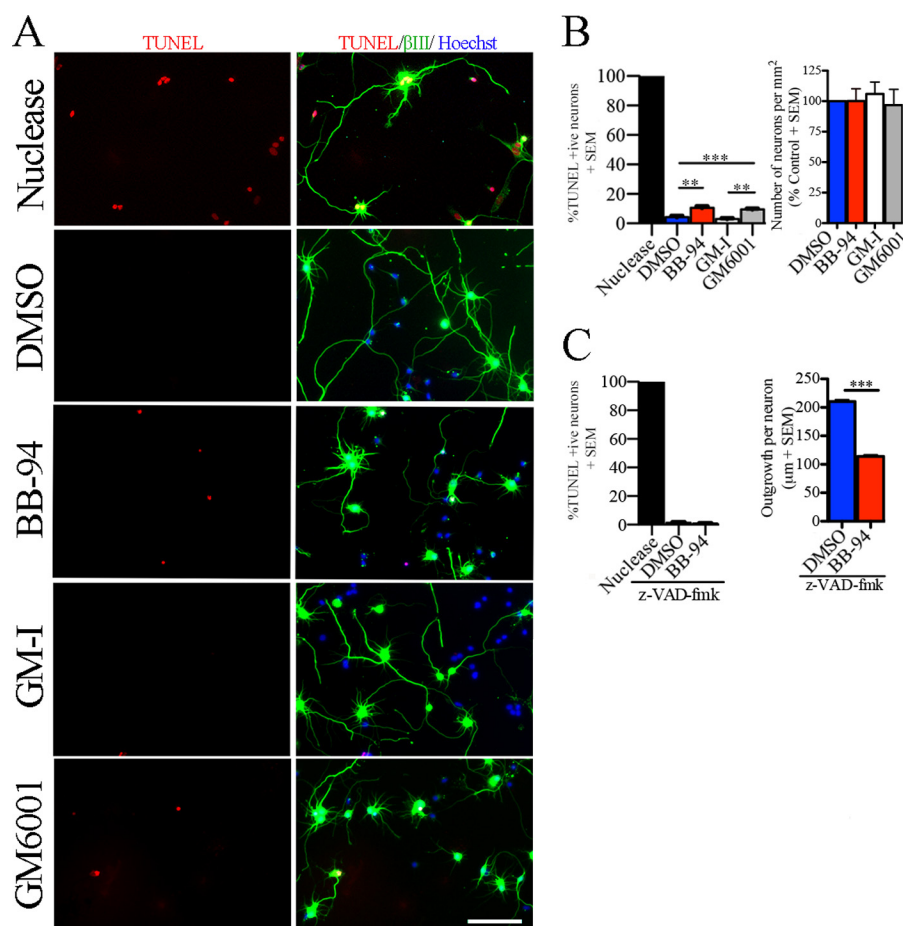 A
TUNEL
TUNEL/βIII/ Hoechst
Nuclease
DMSO
BB-94
GM-I
GM6001
B
%TUNEL +ive neurons
+ SEM
100
80
60
40
20
0
***
**
**
Nuclease
DMSO
BB-94
GM-I
GM6001
Number of neurons per mm²
(% Control + SEM)
125
100
75
50
25
0
DMSO
BB-94
GM-I
GM6001
C
%TUNEL +ive neurons
+ SEM
100
80
60
40
20
0
Nuclease
DMSO
BB-94
z-VAD-fmk
Outgrowth per neuron
(µm + SEM)
250
200
150
100
50
0
***
DMSO
BB-94
z-VAD-fmk